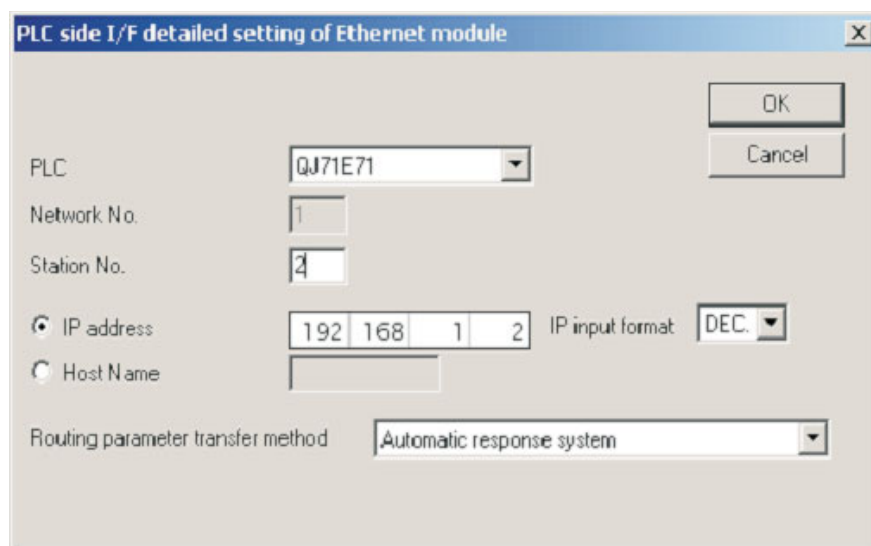 PLC side I/F detailed setting of Ethernet module
OK
PLC QJ71E71 Cancel
Network No. 1
Station No. 2
IP address 192 168 1 2 IP input format DEC.
Host Name
Routing parameter transfer method Automatic response system